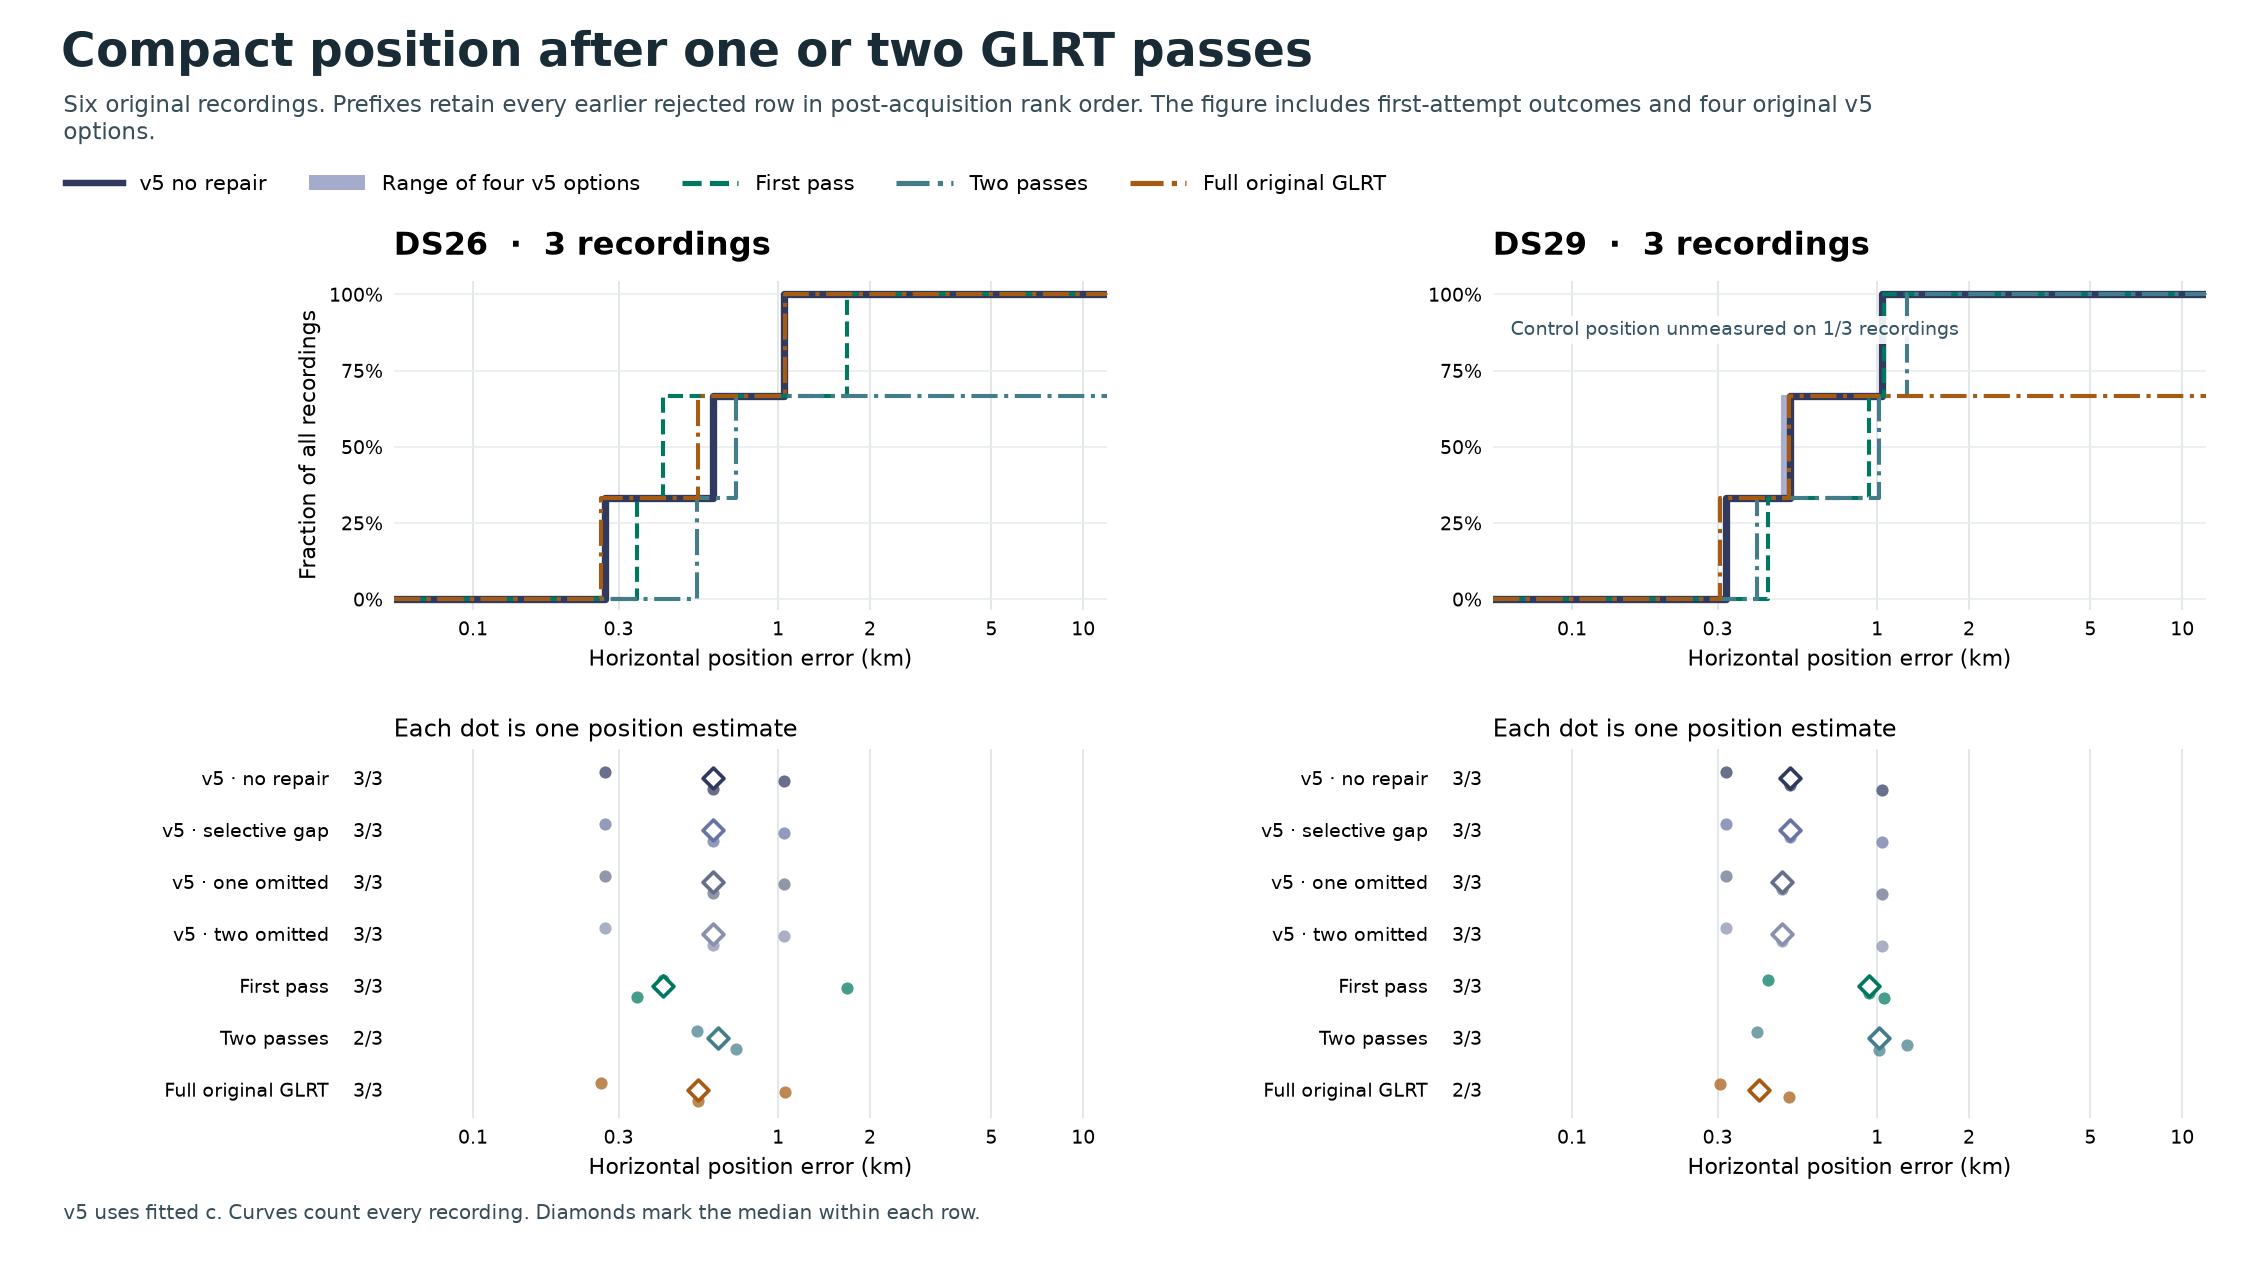 Compact position after one or two GLRT passes
Six original recordings. Prefixes retain every earlier rejected row in post-acquisition rank order. The figure includes first-attempt outcomes and four original v5
options.
v5 no repair
Range of four v5 options
First pass
Two passes
Full original GLRT
DS26 · 3 recordings
Fraction of all recordings
100%
75%
50%
25%
0%
0.1 0.3 1 2 5 10
Horizontal position error (km)
DS29 · 3 recordings
100%
75%
50%
25%
0%
Control position unmeasured on 1/3 recordings
0.1 0.3 1 2 5 10
Horizontal position error (km)
Each dot is one position estimate
v5 · no repair 3/3
v5 · selective gap 3/3
v5 · one omitted 3/3
v5 · two omitted 3/3
First pass 3/3
Two passes 2/3
Full original GLRT 3/3
0.1 0.3 1 2 5 10
Horizontal position error (km)
Each dot is one position estimate
v5 · no repair 3/3
v5 · selective gap 3/3
v5 · one omitted 3/3
v5 · two omitted 3/3
First pass 3/3
Two passes 3/3
Full original GLRT 2/3
0.1 0.3 1 2 5 10
Horizontal position error (km)
v5 uses fitted c. Curves count every recording. Diamonds mark the median within each row.